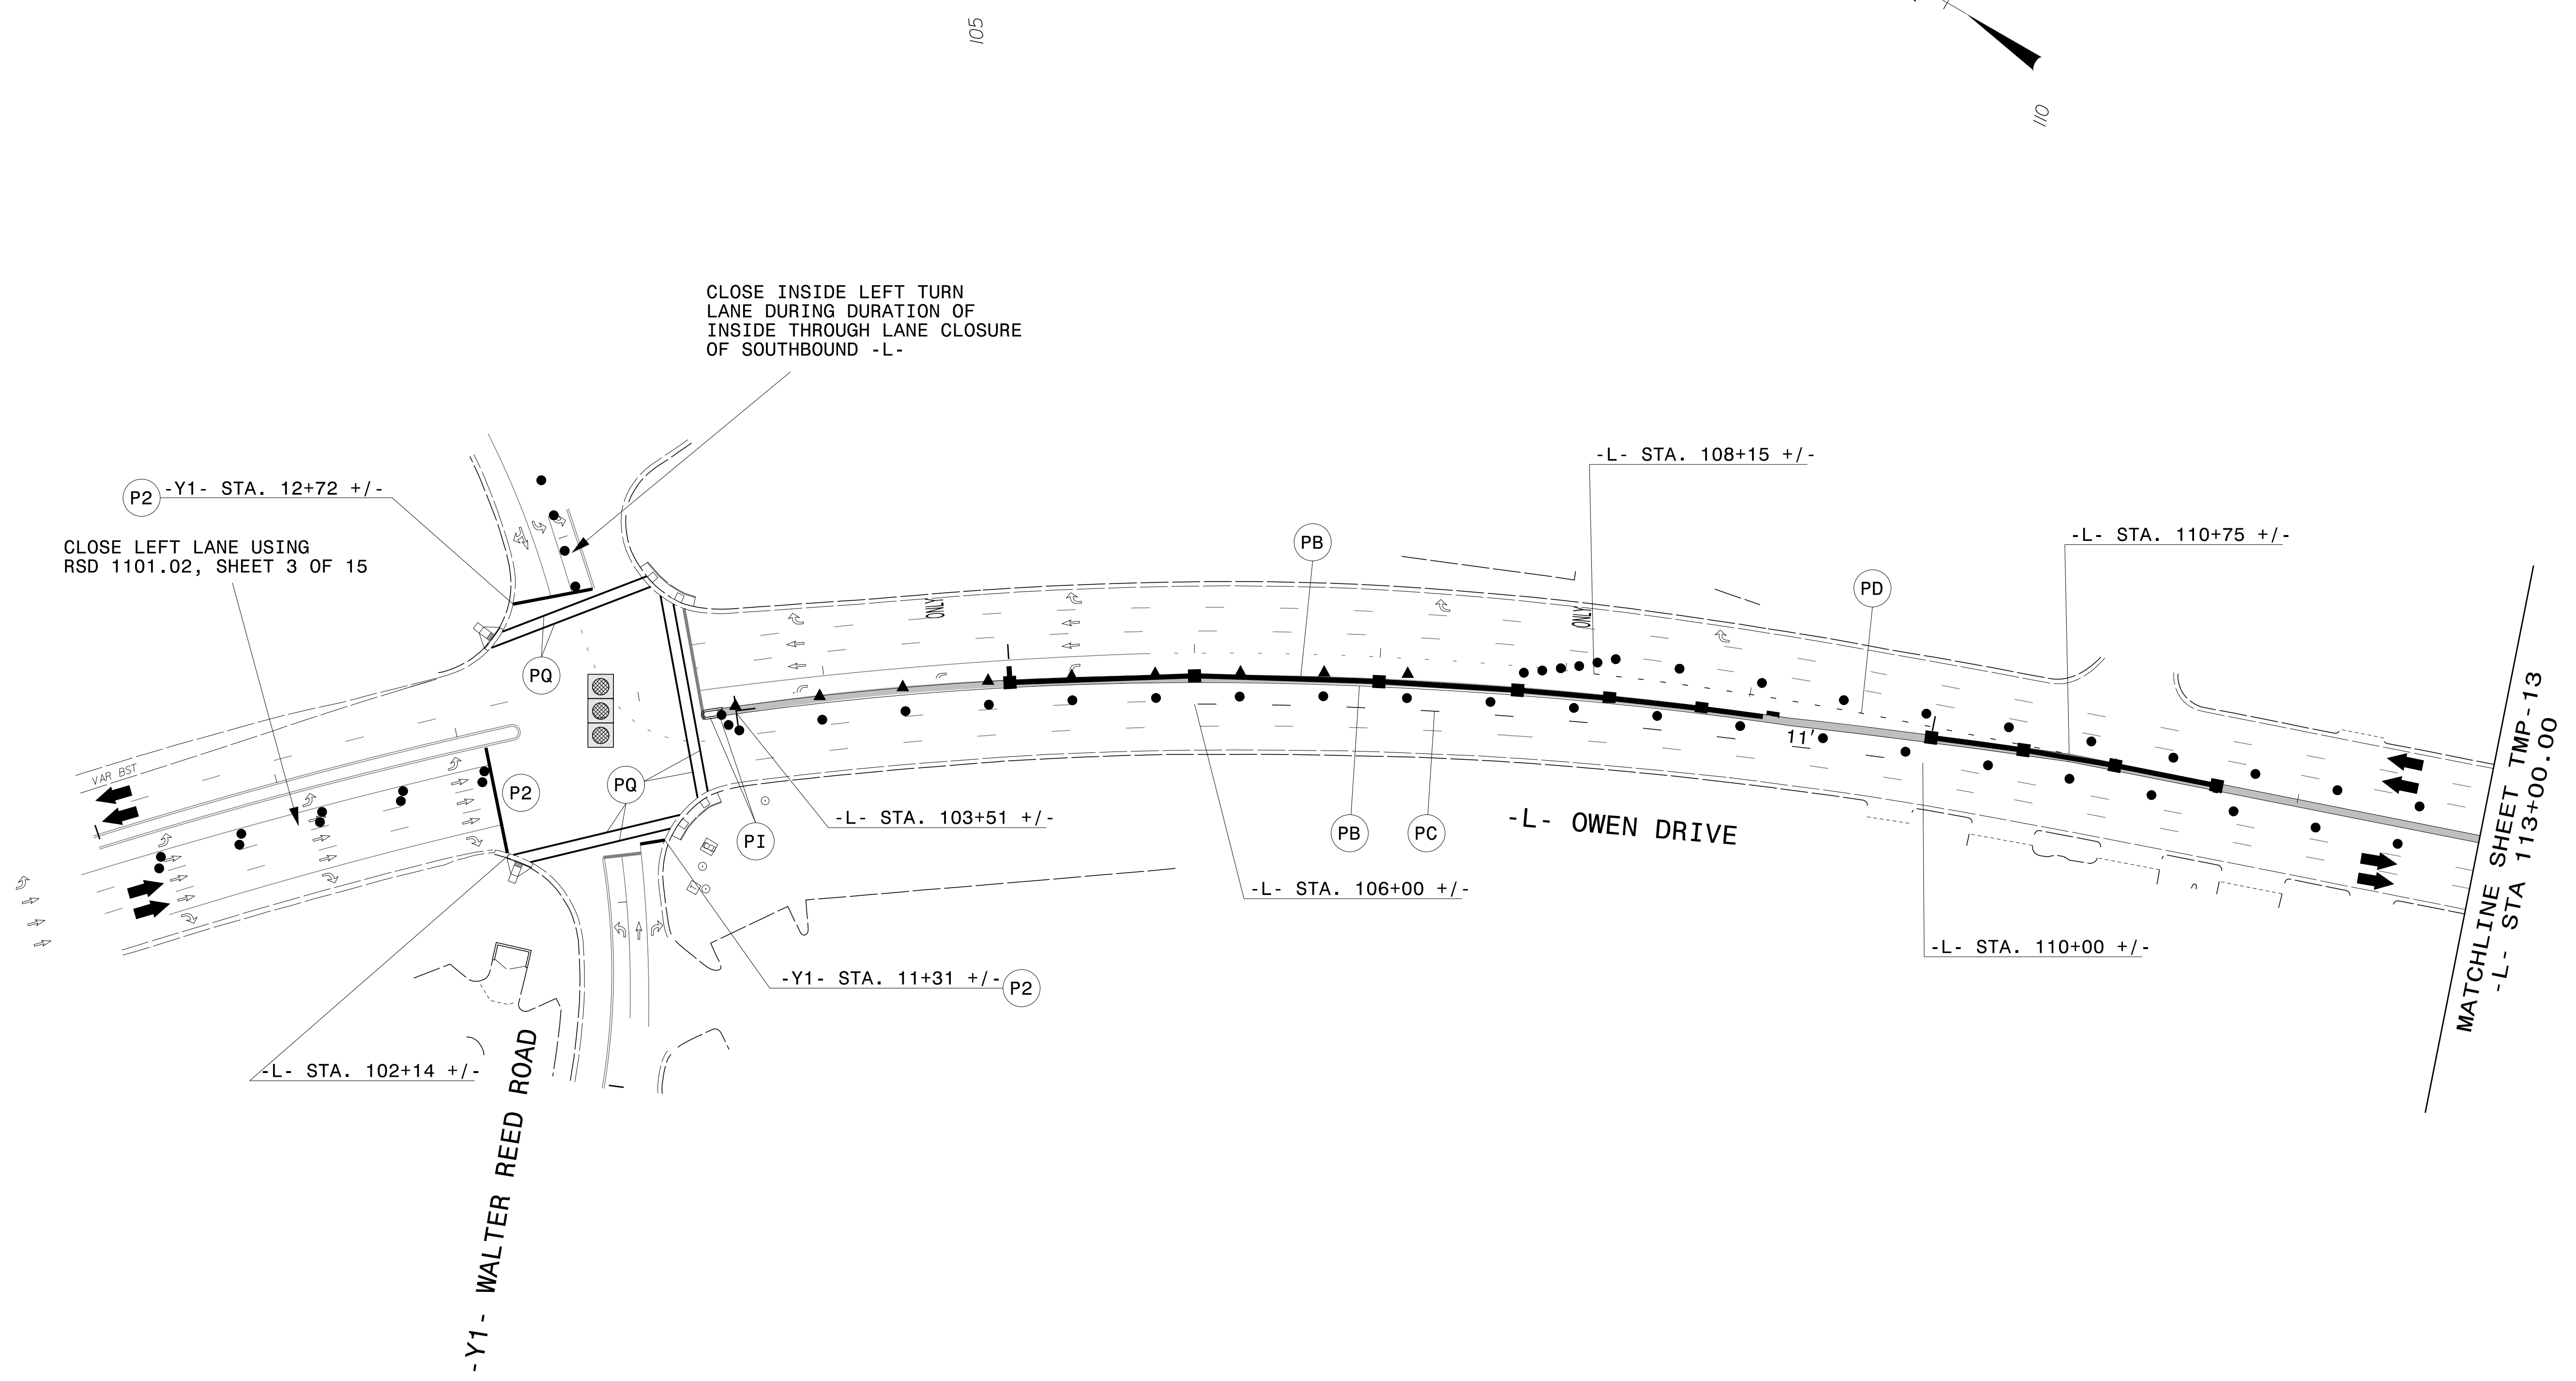 105
110
CLOSE INSIDE LEFT TURN
LANE DURING DURATION OF
INSIDE THROUGH LANE CLOSURE
OF SOUTHBOUND -L-
-L- STA. 108+15 +/-
P2 -Y1- STA. 12+72 +/-
-L- STA. 110+75 +/-
PB
CLOSE LEFT LANE USING
RSD 1101.02, SHEET 3 OF 15
PD
ONLY
ONLY
PQ
11'
VAR BST
P2
PQ
-L- STA. 103+51 +/-
PI
PB
PC
-L- OWEN DRIVE
B
T
-L- STA. 106+00 +/-
-L- STA. 110+00 +/-
-Y1- STA. 11+31 +/- P2
-L- STA. 102+14 +/-
-Y1- WALTER REED ROAD
MATCHLINE SHEET TMP-13
-L- STA 113+00.00